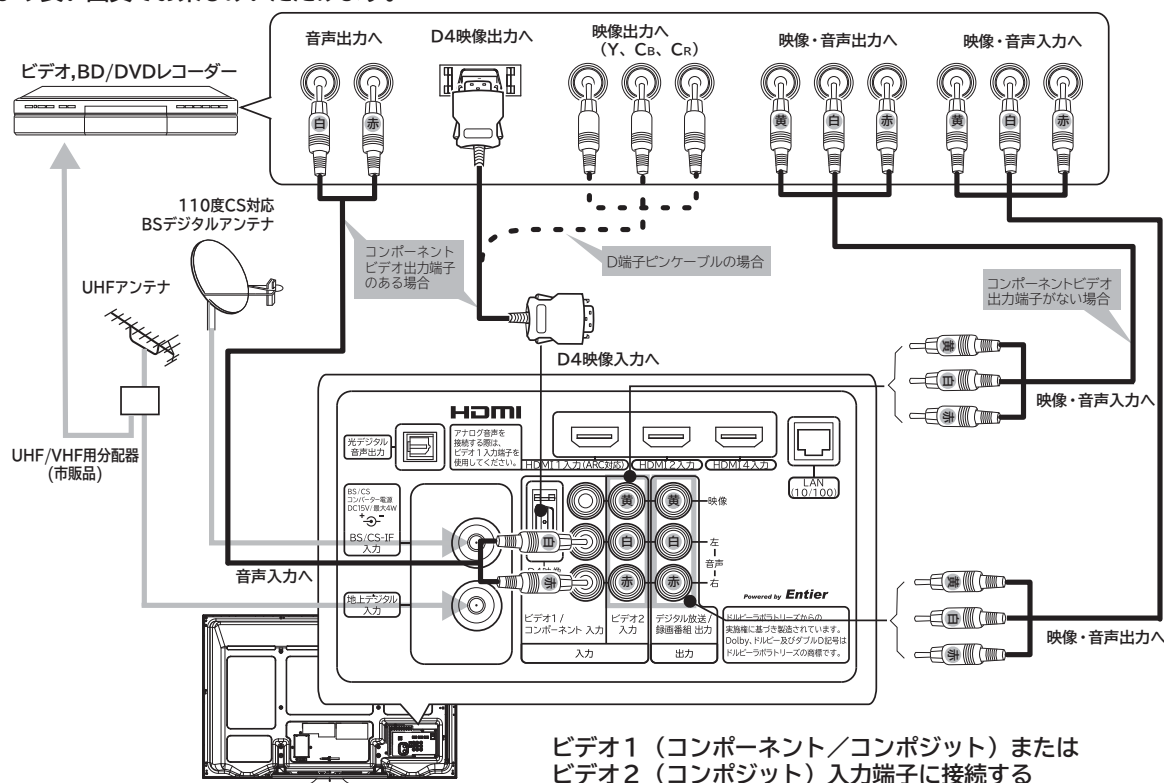 音声出力へ
D4映像出力へ
映像出力へ
(Y、CB、CR)
映像・音声出力へ
映像・音声入力へ
ビデオ,BD/DVDレコーダー
白
赤
黄
白
赤
黄
白
赤
110度CS対応
BSデジタルアンテナ
UHFアンテナ
コンポーネント
ビデオ出力端子
のある場合
D端子ピンケーブルの場合
コンポーネントビデオ
出力端子がない場合
D4映像入力へ
黄
白
赤
映像・音声入力へ
UHF/VHF用分配器
(市販品)
HDMI
光デジタル
音声出力
アナログ音声を
接続する際は、
ビデオ1入力端子を
使用してください。
HDMI1入力(ARC対応)
HDMI2入力
HDMI4入力
LAN
(10/100)
BS/CS
コンバーター電源
DC15V/最大4W
+ -
BS/CS-IF
入力
黄
黄
映像
白
白
白
左
音声
赤
赤
赤
右
音声入力へ
地上デジタル
入力
Powered by Entier
ビデオ1/
コンポーネント 入力
ビデオ2
入力
デジタル放送/
録画番組 出力
入力
出力
ドルビーラボラトリーズからの
実施権に基づき製造されています。
Dolby、ドルビー及びダブルD記号は
ドルビーラボラトリーズの商標です。
黄
白
赤
映像・音声出力へ
ビデオ1(コンポーネント/コンポジット)または
ビデオ2(コンポジット)入力端子に接続する